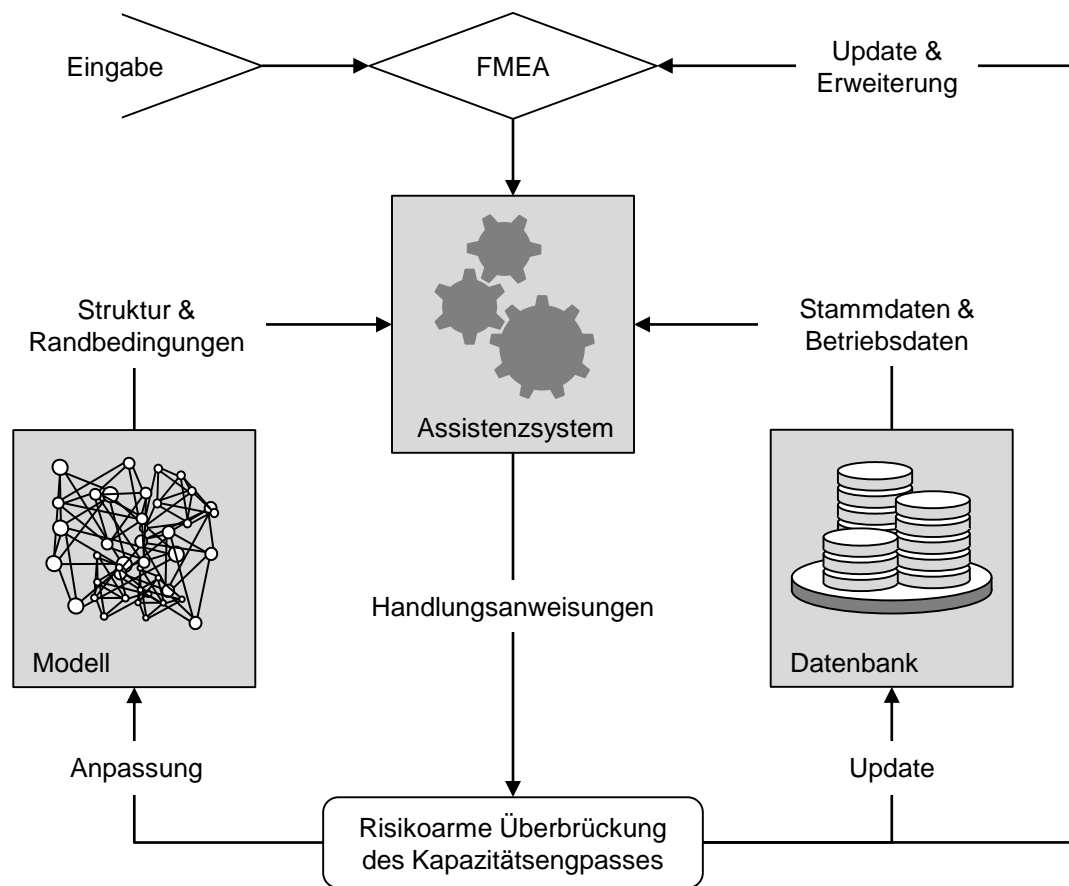 Eingabe
FMEA
Update &
Erweiterung
Struktur &
Randbedingungen
Stammdaten &
Betriebsdaten
Assistenzsystem
Handlungsanweisungen
Modell
Datenbank
Anpassung
Update
Risikoarme Überbrückung
des Kapazitätsengpasses